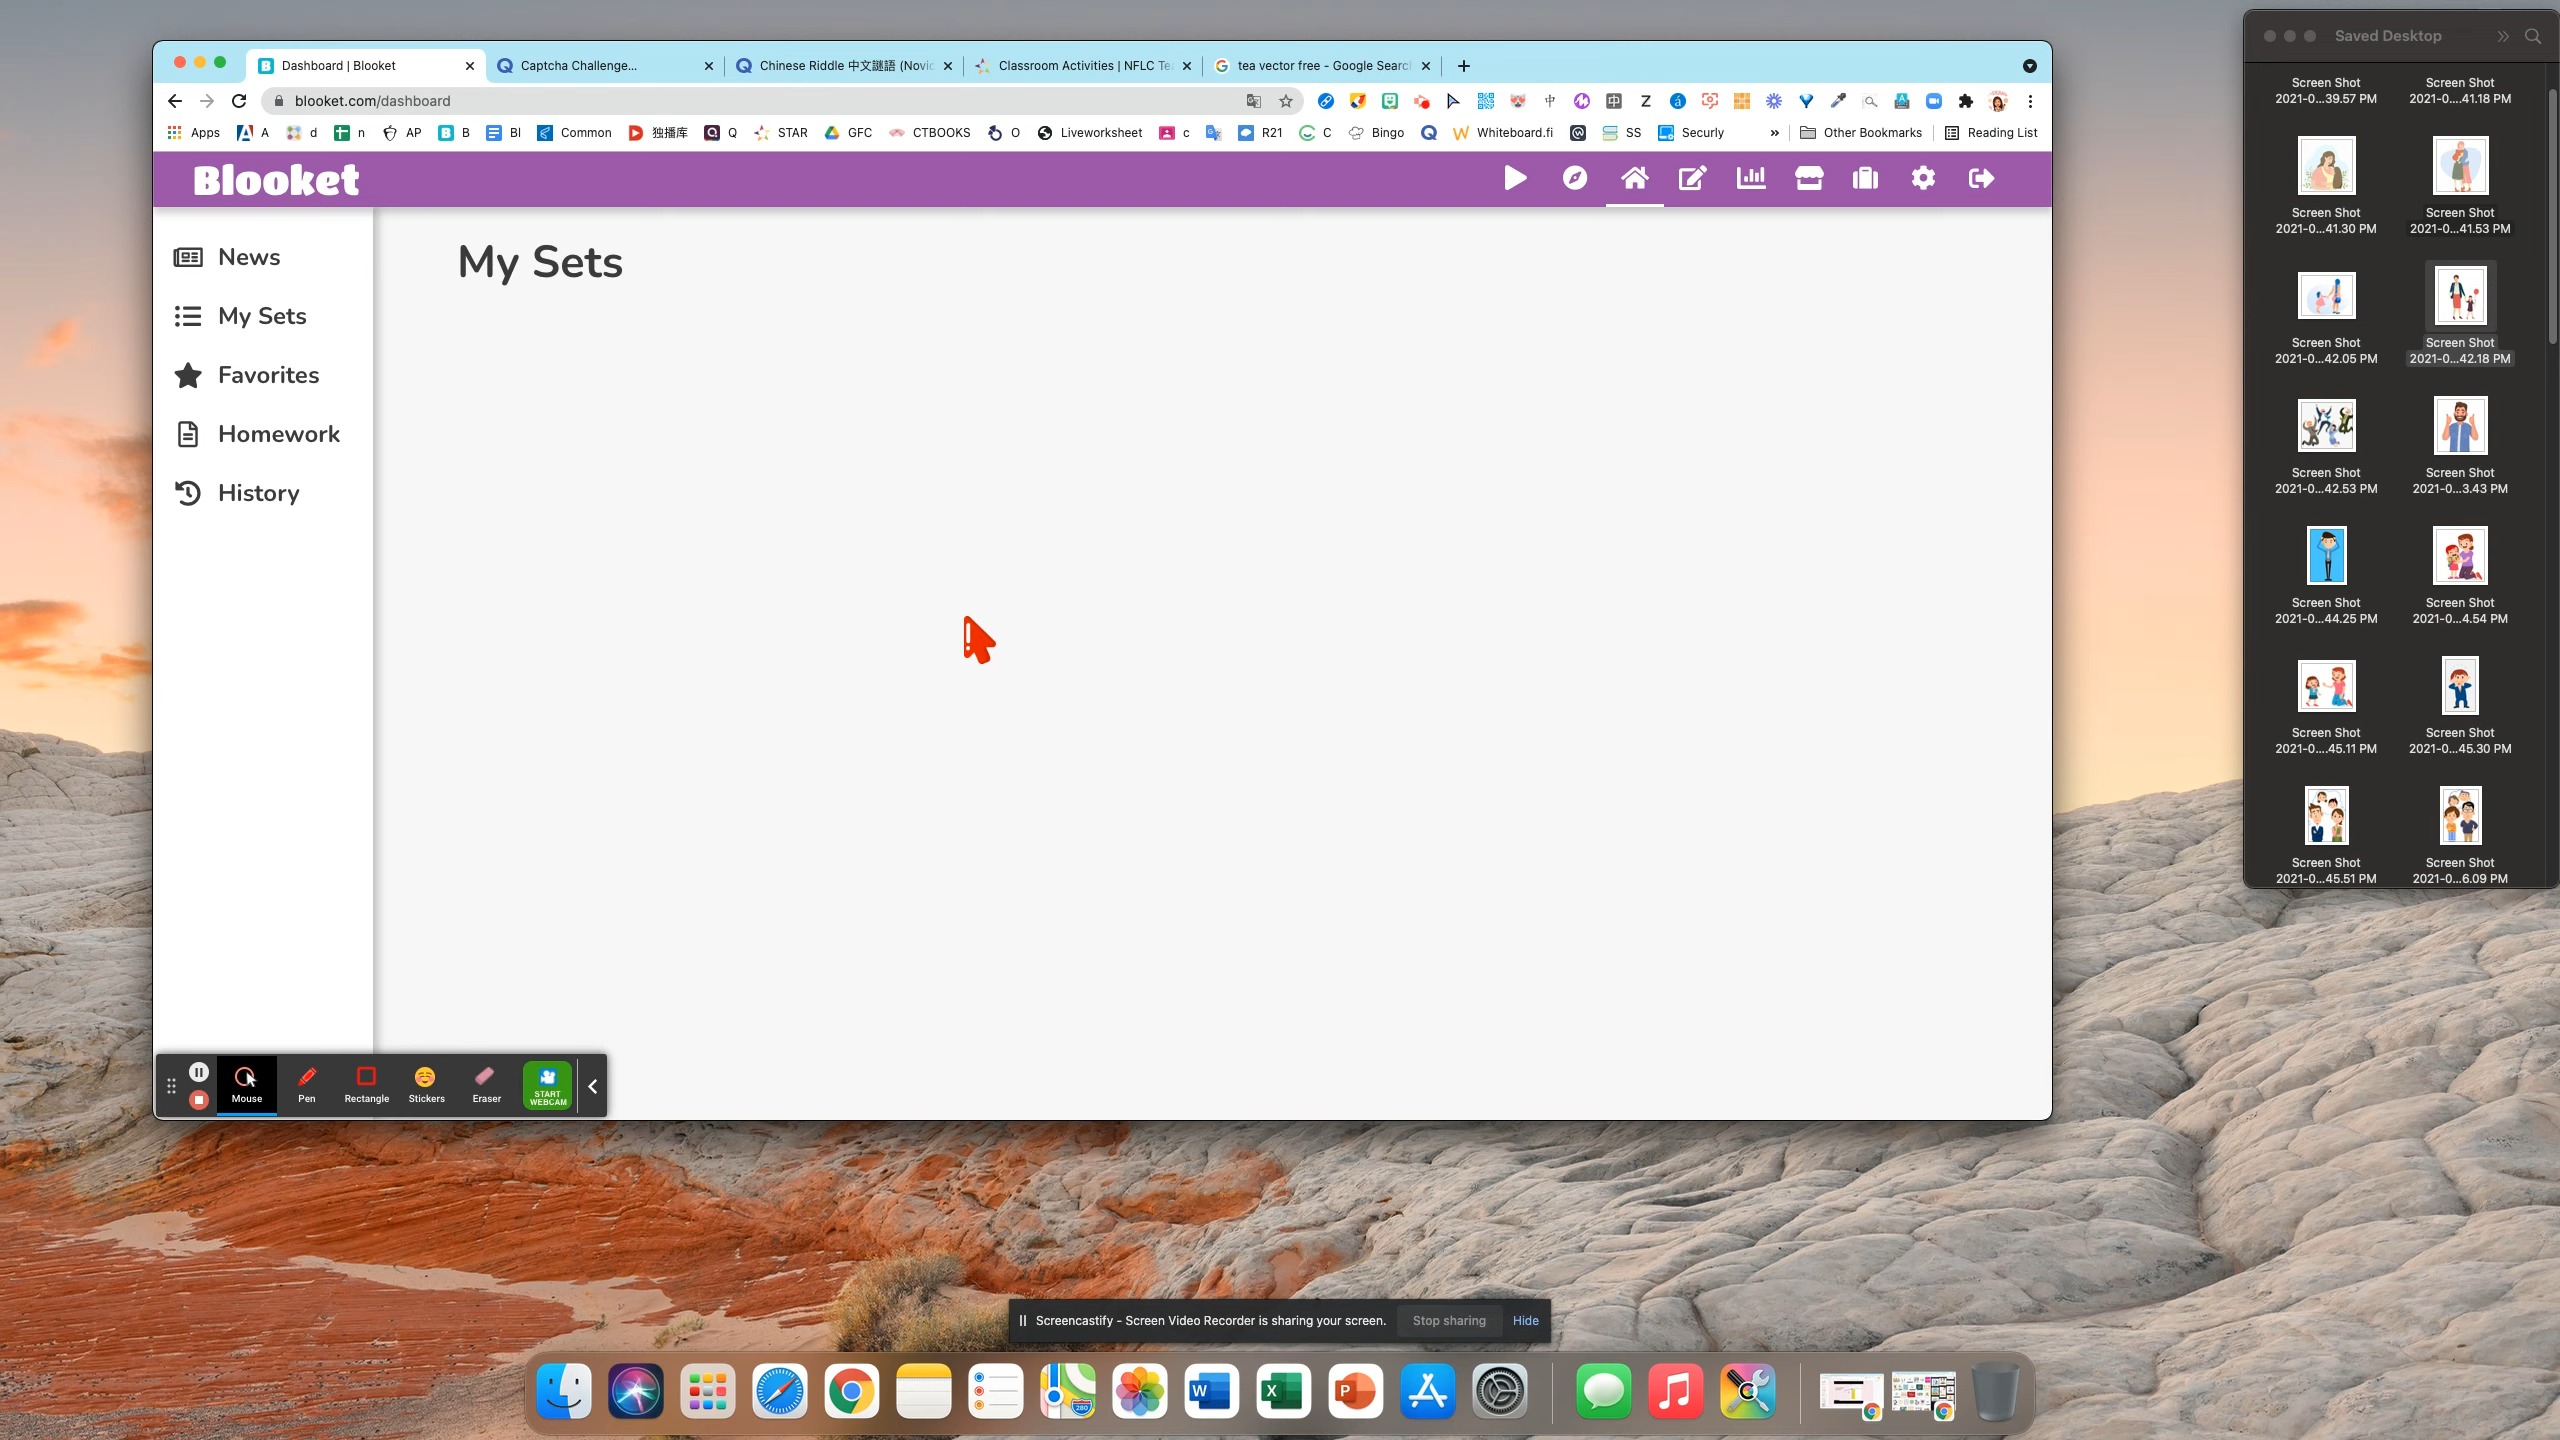 Dashboard | Blooket
Captcha Challenge...
Chinese Riddle 中文謎語 (Novic
Classroom Activities | NFLC Te
tea vector free - Google Search
blooket.com/dashboard
Apps
A
d
n
AP
B
BI
Common
独播库
Q
STAR
GFC
CTBOOKS
O
Liveworksheet
c
R21
C
Bingo
Whiteboard.fi
SS
Securly
»
Other Bookmarks
Reading List
Blooket
News
My Sets
Favorites
Homework
History
My Sets
Mouse
Pen
Rectangle
Stickers
Eraser
START
WEBCAM
Screencastify - Screen Video Recorder is sharing your screen.
Stop sharing
Hide
Saved Desktop
Screen Shot
2021-0...39.57 PM
Screen Shot
2021-0....41.18 PM
Screen Shot
2021-0...41.30 PM
Screen Shot
2021-0...41.53 PM
Screen Shot
2021-0...42.05 PM
Screen Shot
2021-0...42.18 PM
Screen Shot
2021-0...42.53 PM
Screen Shot
2021-0...3.43 PM
Screen Shot
2021-0...44.25 PM
Screen Shot
2021-0...4.54 PM
Screen Shot
2021-0....45.11 PM
Screen Shot
2021-0...45.30 PM
Screen Shot
2021-0...45.51 PM
Screen Shot
2021-0...6.09 PM